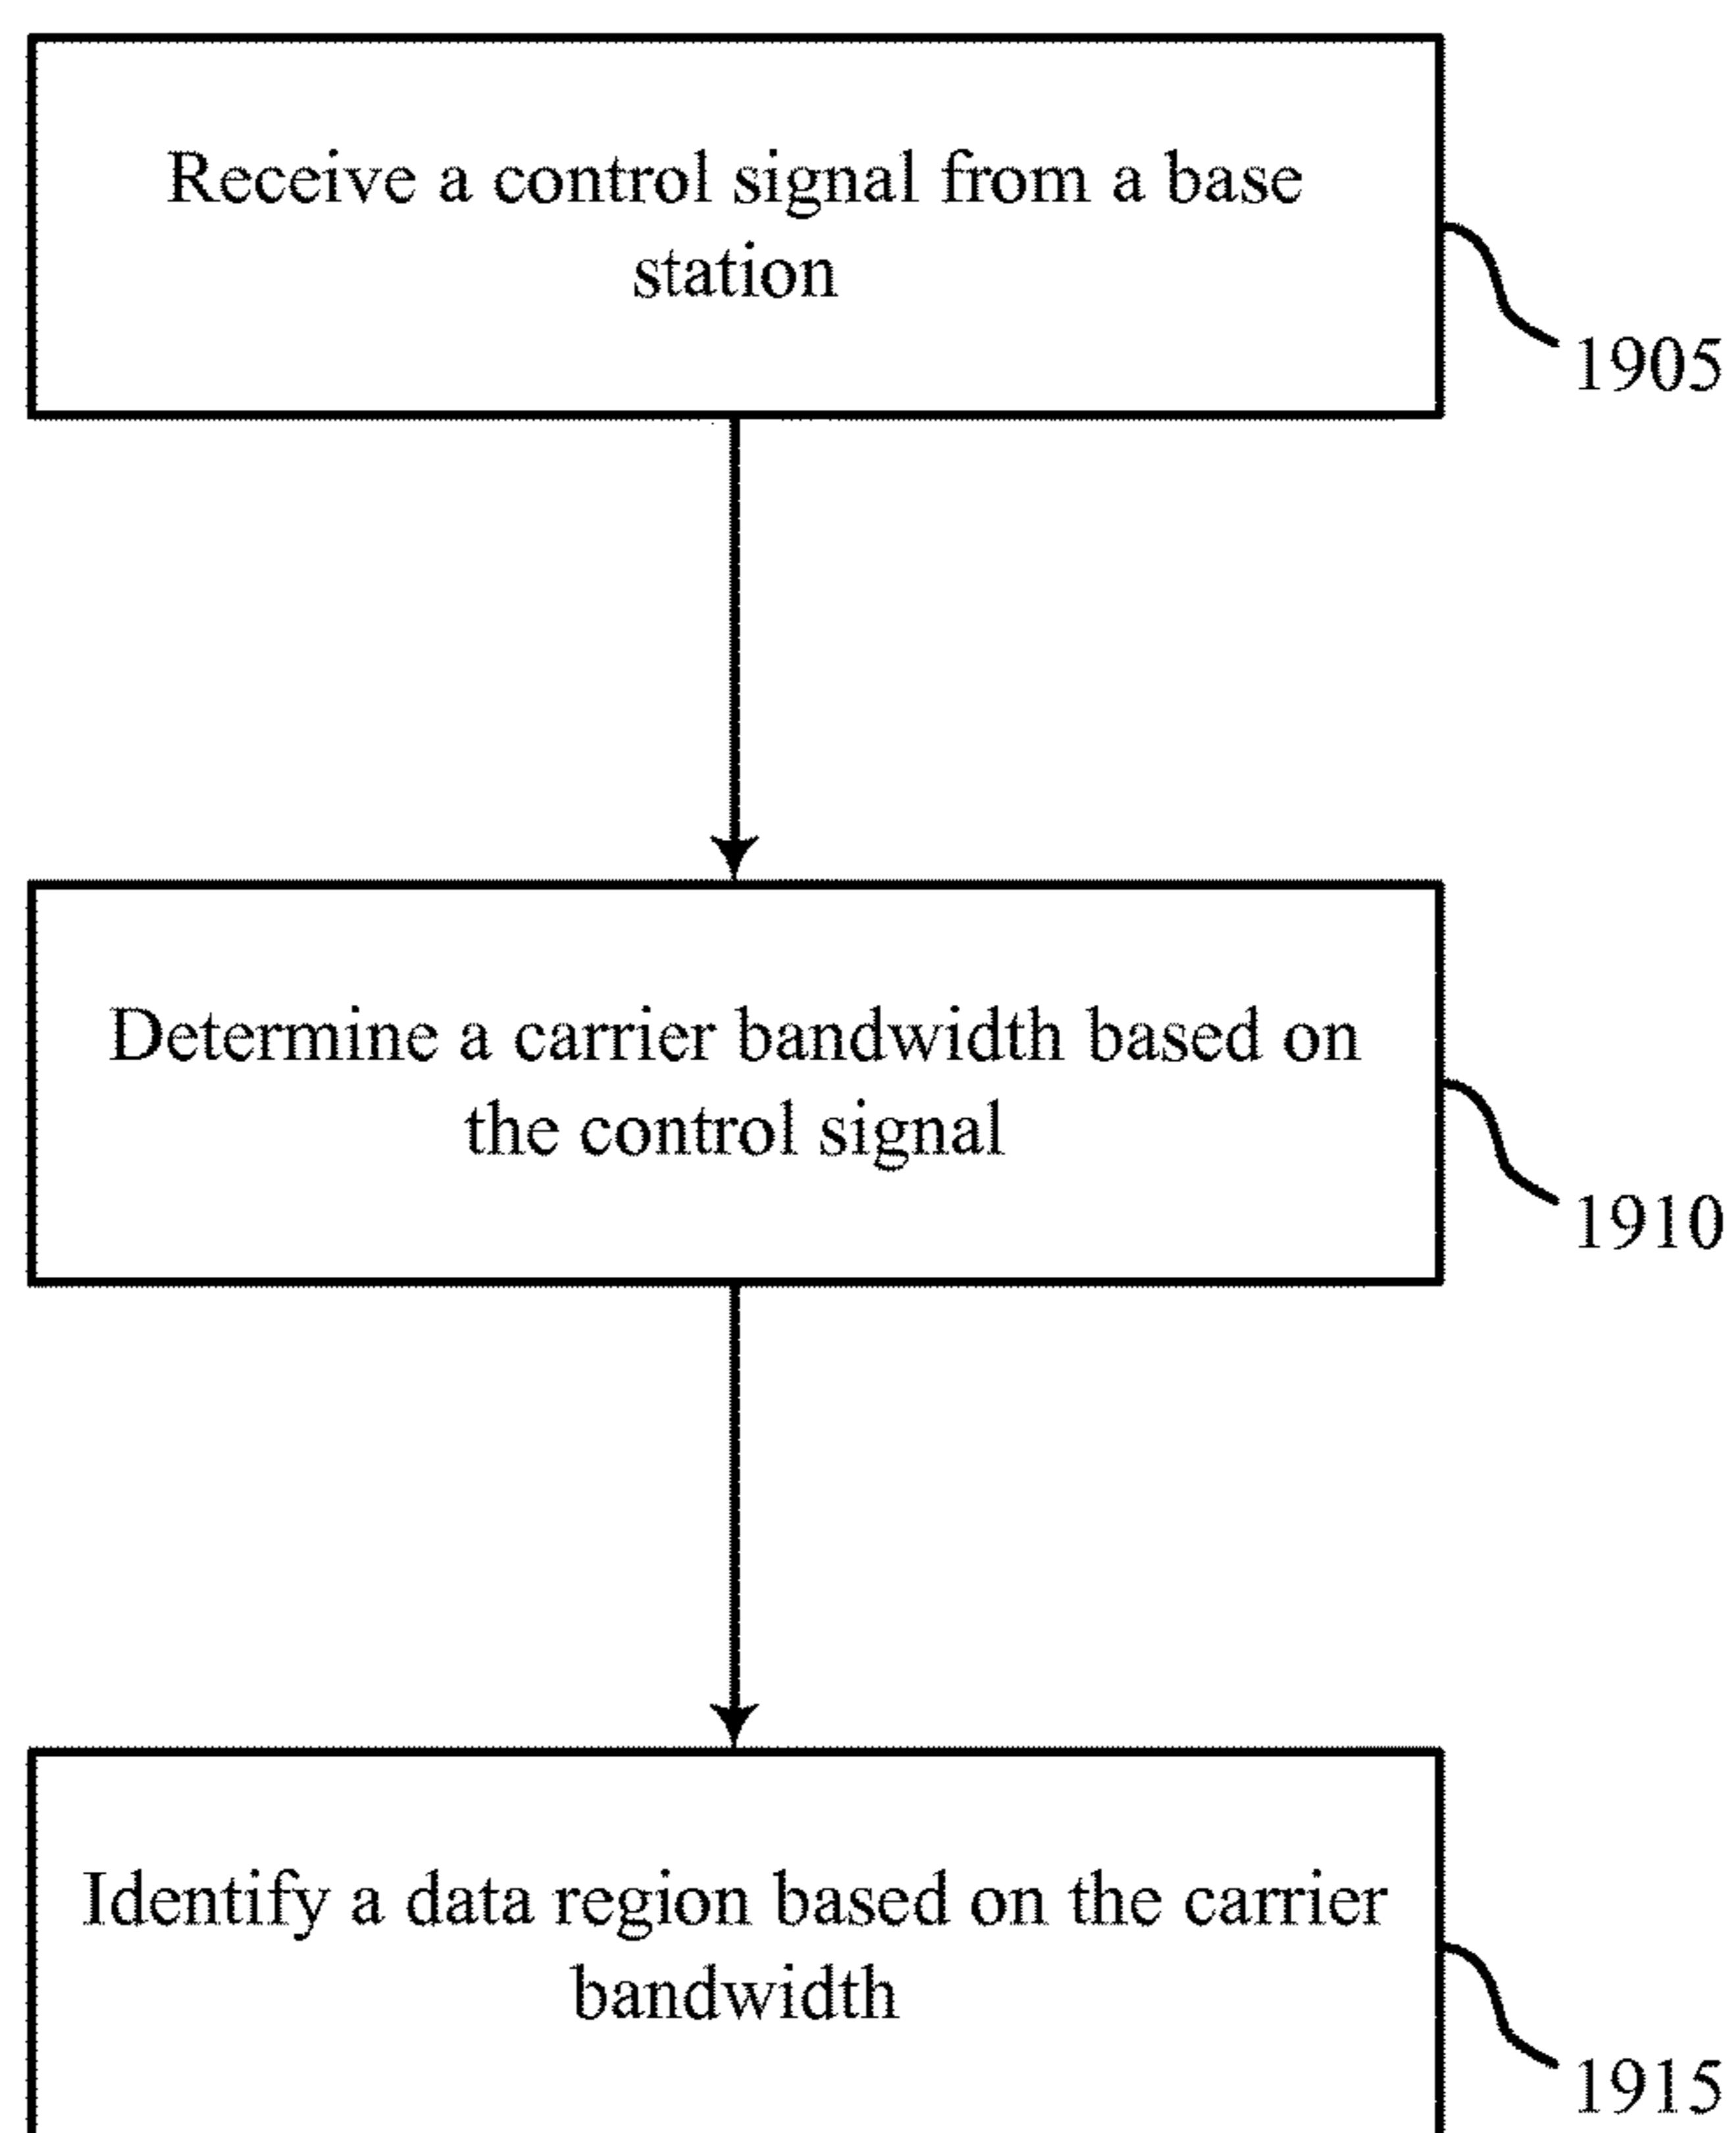 Receive a control signal from a base
station
1905
Determine a carrier bandwidth based on
the control signal
1910
Identify a data region based on the carrier
bandwidth
1915